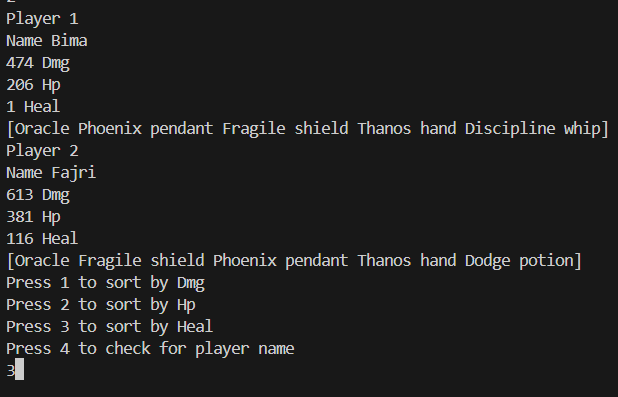 Player 1
Name Bima
474 Dmg
206 Hp
1 Heal
[Oracle Phoenix pendant Fragile shield Thanos hand Discipline whip]
Player 2
Name Fajri
613 Dmg
381 Hp
116 Heal
[Oracle Fragile shield Phoenix pendant Thanos hand Dodge potion]
Press 1 to sort by Dmg
Press 2 to sort by Hp
Press 3 to sort by Heal
Press 4 to check for player name
3